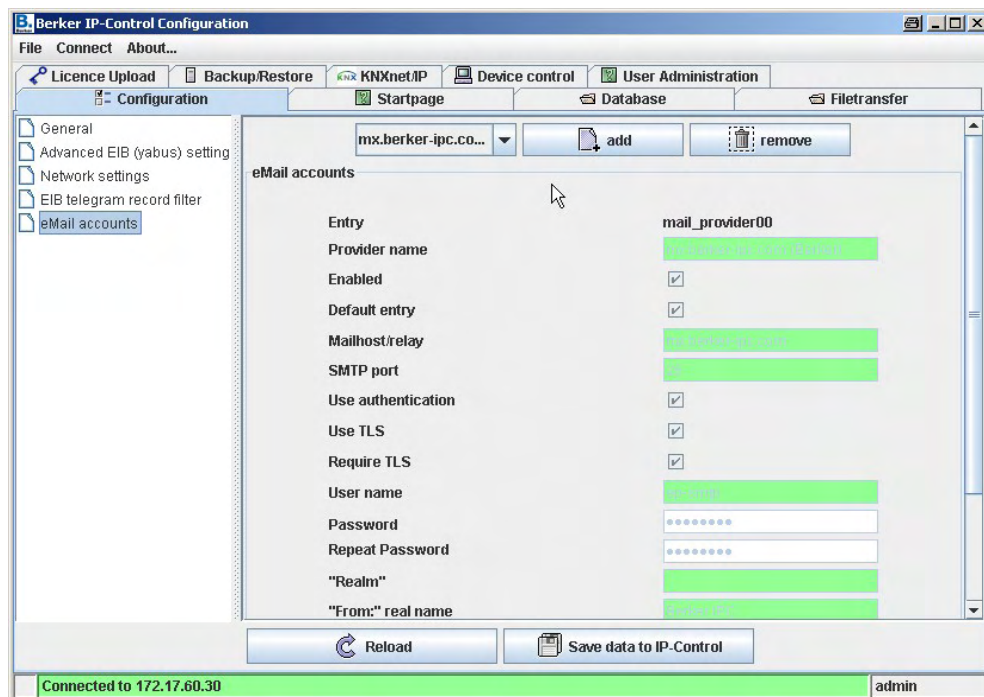 B.
Berker
Berker IP-Control Configuration
File Connect About...
Licence Upload Backup/Restore KNX KNXnet/IP Device control User Administration
Configuration Startpage Database Filetransfer
General
Advanced EIB (yabus) setting
Network settings
EIB telegram record filter
eMail accounts
mx.berker-ipc.co... add remove
eMail accounts
Entry mail_provider00
Provider name
Enabled
Default entry
Mailhost/relay
SMTP port
Use authentication
Use TLS
Require TLS
User name
Password
Repeat Password
"Realm"
"From:" real name
Reload Save data to IP-Control
Connected to 172.17.60.30 admin